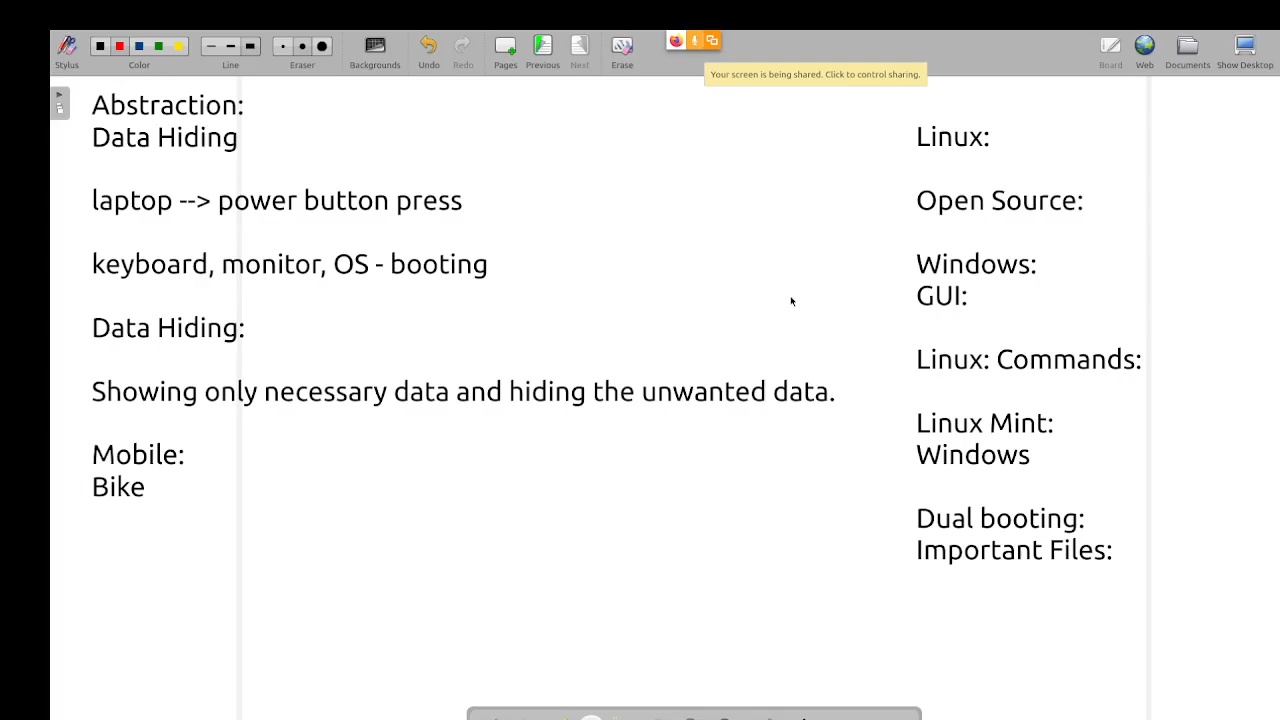 Stylus
Color
Line
Eraser
Backgrounds
Undo
Redo
Pages
Previous
Next
Erase
Board
Web
Documents
Show Desktop
Your screen is being shared. Click to control sharing.
Abstraction:
Data Hiding
laptop --> power button press
keyboard, monitor, OS - booting
Data Hiding:
Showing only necessary data and hiding the unwanted data.
Mobile:
Bike
Linux:
Open Source:
Windows:
GUI:
Linux: Commands:
Linux Mint:
Windows
Dual booting:
Important Files: